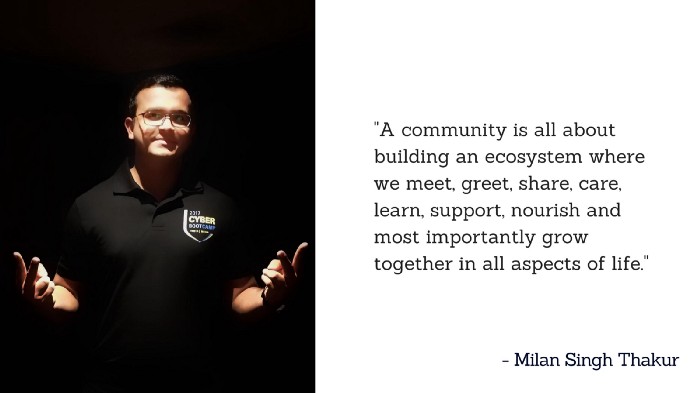 2017
CYBER
BOOTCAMP
"A community is all about
building an ecosystem where
we meet, greet, share, care,
learn, support, nourish and
most importantly grow
together in all aspects of life."
- Milan Singh Thakur